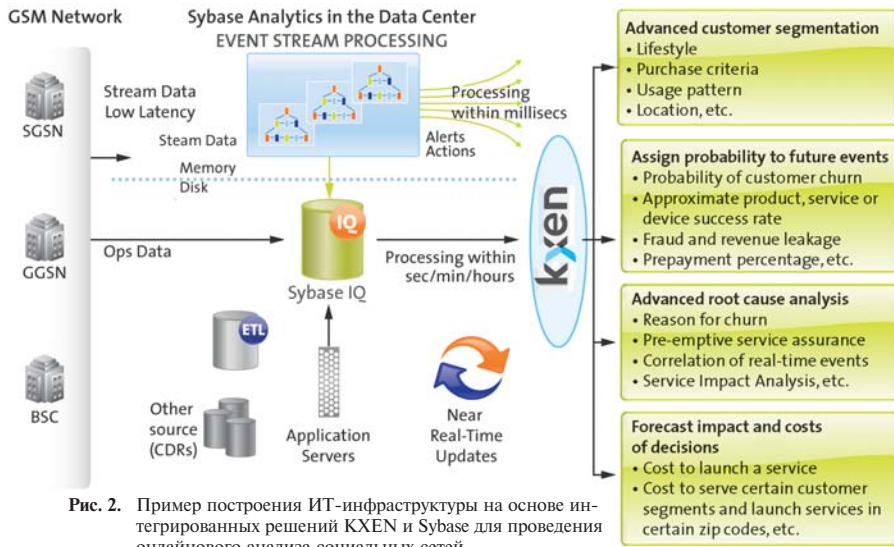 GSM Network
Sybase Analytics in the Data Center
EVENT STREAM PROCESSING
SGSN
GGSN
BSC
Stream Data
Low Latency
Steam Data
Memory
Disk
Processing
within millisecs
Alerts
Actions
Ops Data
IQ
Sybase IQ
Processing within
sec/min/hours
kxen
ETL
Other
source
(CDRs)
Application
Servers
Near
Real-Time
Updates
Advanced customer segmentation
• Lifestyle
• Purchase criteria
• Usage pattern
• Location, etc.
Assign probability to future events
• Probability of customer churn
• Approximate product, service or
device success rate
• Fraud and revenue leakage
• Prepayment percentage, etc.
Advanced root cause analysis
• Reason for churn
• Pre-emptive service assurance
• Correlation of real-time events
• Service Impact Analysis, etc.
Forecast impact and costs
of decisions
• Cost to launch a service
• Cost to serve certain customer
segments and launch services in
certain zip codes, etc.
Рис. 2. Пример построения ИТ-инфраструктуры на основе ин-
тегрированных решений KXEN и Sybase для проведения
онлайнового анализа социальных сетей